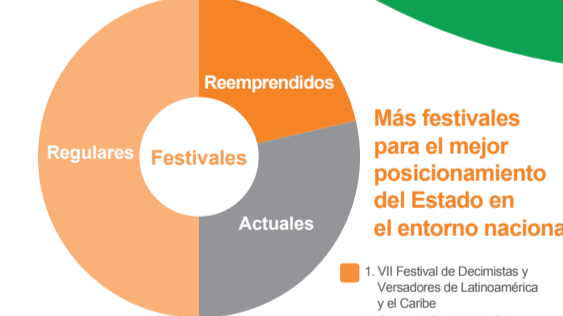 Reemprendidos
Regulares
Festivales
Actuales
Más festivales
para el mejor
posicionamiento
del Estado en
el entorno naciona
1. VII Festival de Decimistas y
Versadores de Latinoamérica
y el Caribe